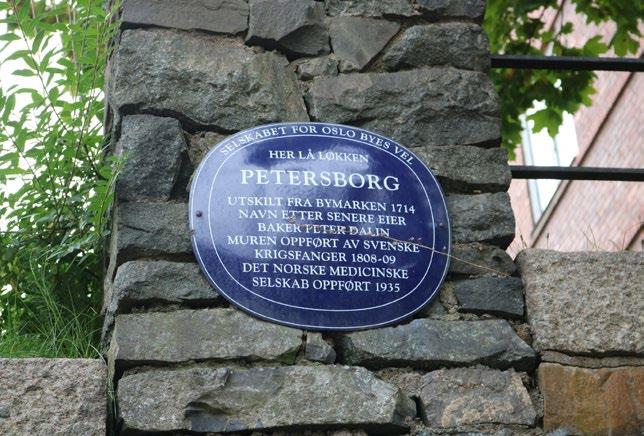 SELSKABET FOR OSLO BYES VEL
HER LÅ LØKKEN
PETERSBORG
UTSKILT FRA BYMARKEN 1714
NAVN ETTER SENERE EIER
BAKER PETER DALIN
MUREN OPPFØRT AV SVENSKE
KRIGSFANGER 1808-09
DET NORSKE MEDICINSKE
SELSKAB OPPFØRT 1935